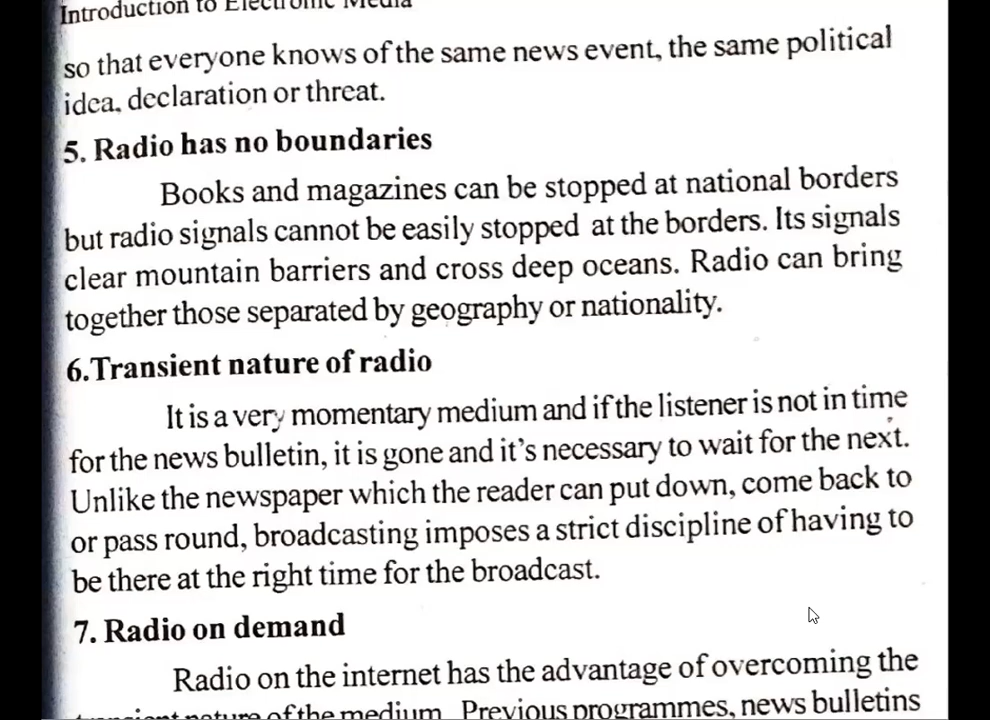 Introduction to Electronic Media
so that everyone knows of the same news event, the same political
idea. declaration or threat.
5. Radio has no boundaries
Books and magazines can be stopped at national borders
but radio signals cannot be easily stopped at the borders. Its signals
clear mountain barriers and cross deep oceans. Radio can bring
together those separated by geography or nationality.
6.Transient nature of radio
It is a very momentary medium and if the listener is not in time
for the news bulletin, it is gone and it's necessary to wait for the next.
Unlike the newspaper which the reader can put down, come back to
or pass round, broadcasting imposes a strict discipline of having to
be there at the right time for the broadcast.
7. Radio on demand
Radio on the internet has the advantage of overcoming the
transient nature of the medium. Previous programmes, news bulletins